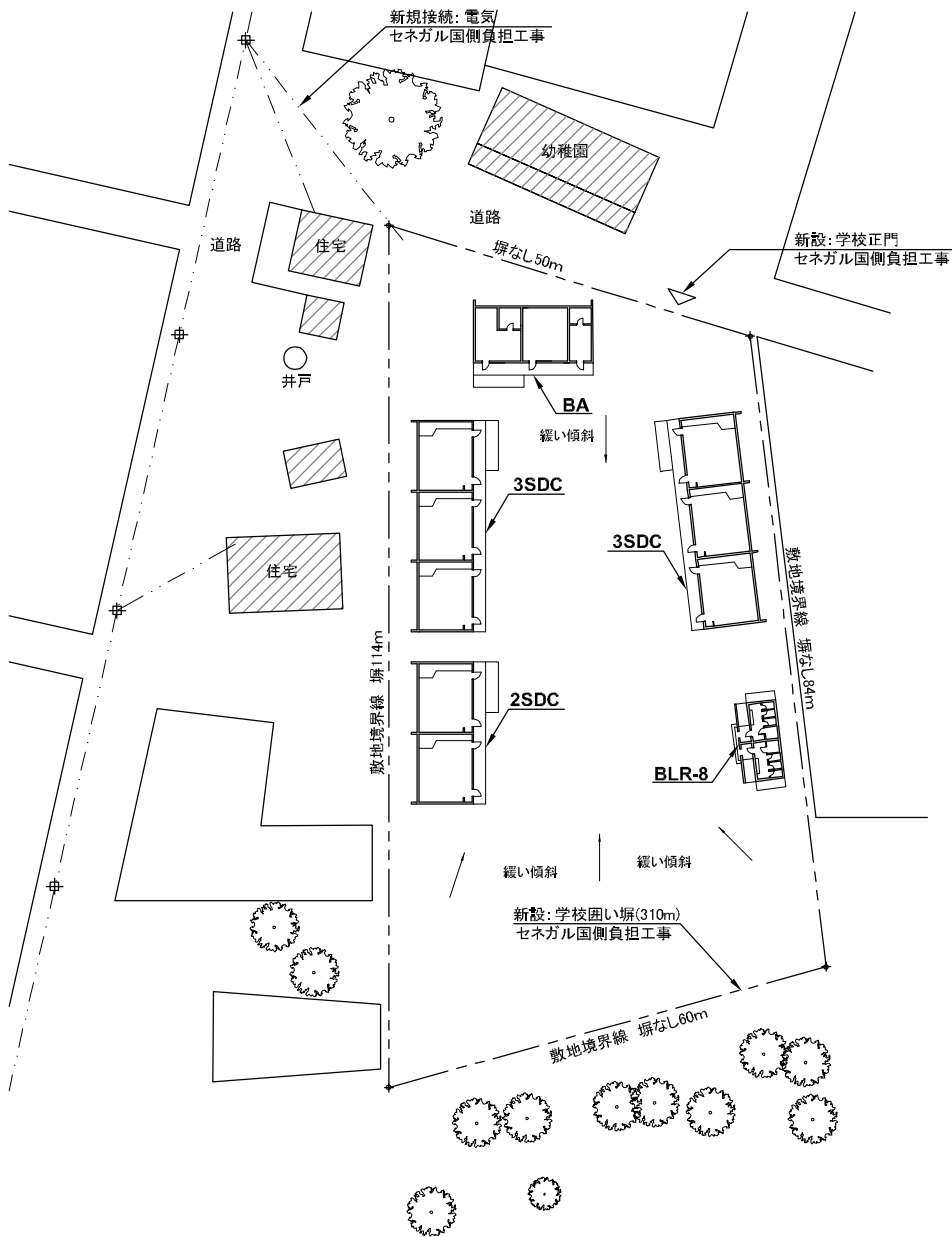 新規接続：電気
セネガル国側負担工事
幼稚園
道路
道路
住宅
塀なし50m
新設：学校正門
セネガル国側負担工事
井戸
BA
緩い傾斜
3SDC
3SDC
住宅
敷地境界線 塀なし84m
敷地境界線 塀114m
2SDC
BLR-8
緩い傾斜
緩い傾斜
新設：学校囲い塀(310m)
セネガル国側負担工事
敷地境界線 塀なし60m